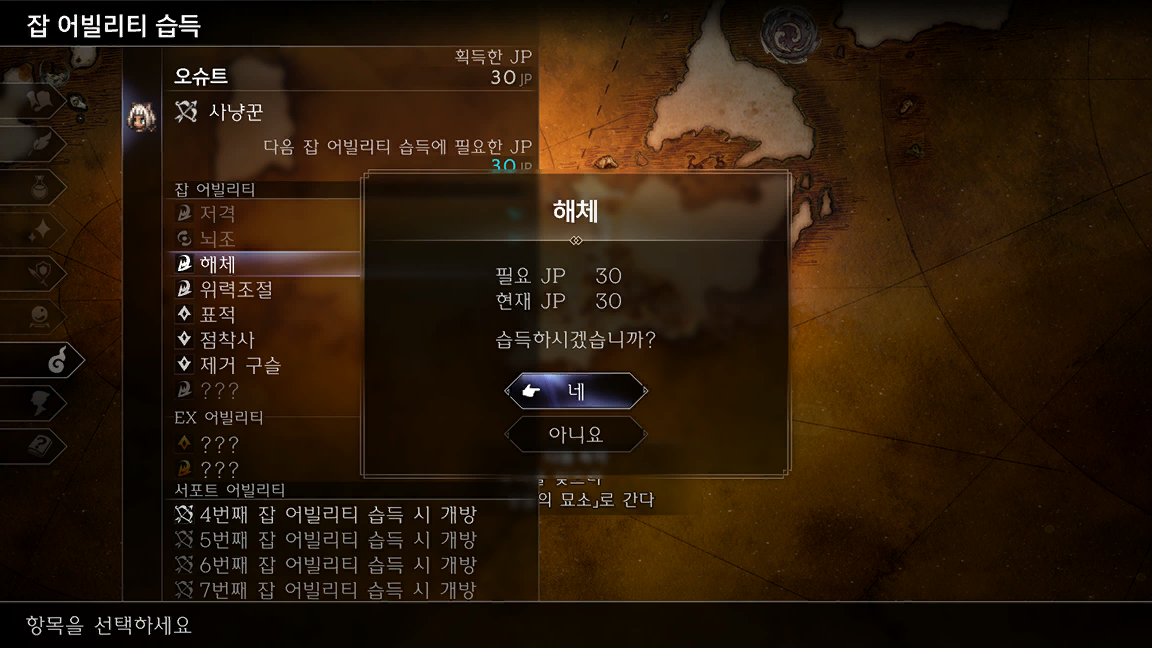 잡 어빌리티 습득
획득한 JP
오슈트
30 JP
사냥꾼
다음 잡 어빌리티 습득에 필요한 JP
30 JP
잡 어빌리티
저격
뇌조
해체
위력조절
표적
점착사
제거 구슬
???
EX 어빌리티
???
???
서포트 어빌리티
4번째 잡 어빌리티 습득 시 개방
5번째 잡 어빌리티 습득 시 개방
6번째 잡 어빌리티 습득 시 개방
7번째 잡 어빌리티 습득 시 개방
해체
필요 JP 30
현재 JP 30
습득하시겠습니까?
네
아니요
의 묘소」로 간다
항목을 선택하세요